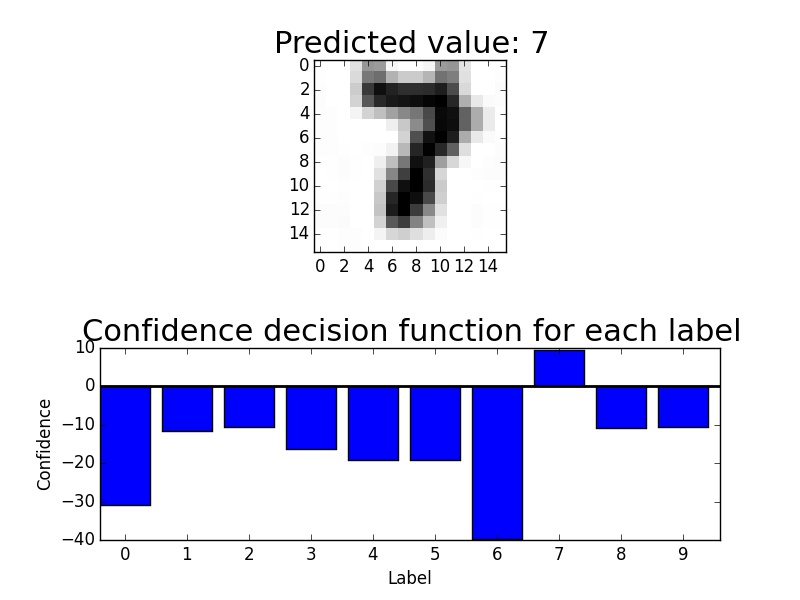 Predicted value: 7
0
2
4
6
8
10
12
14
7
0 2 4 6 8 10 12 14
Confidence decision function for each label
10
0
−10
−20
−30
−40
Confidence
0 1 2 3 4 5 6 7 8 9
Label